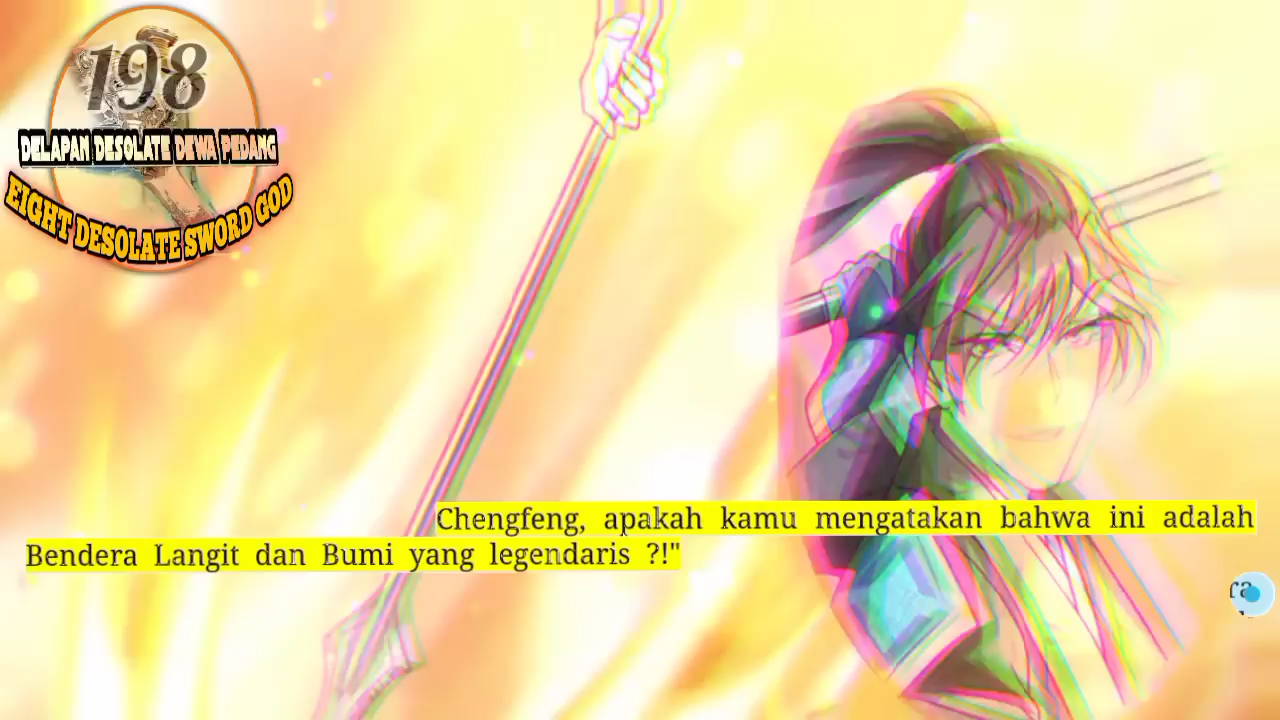 198
DELAPAN DESOLATE DEWA PEDANG
EIGHT DESOLATE SWORD GOD
Chengfeng, apakah kamu mengatakan bahwa ini adalah
Bendera Langit dan Bumi yang legendaris ?!"